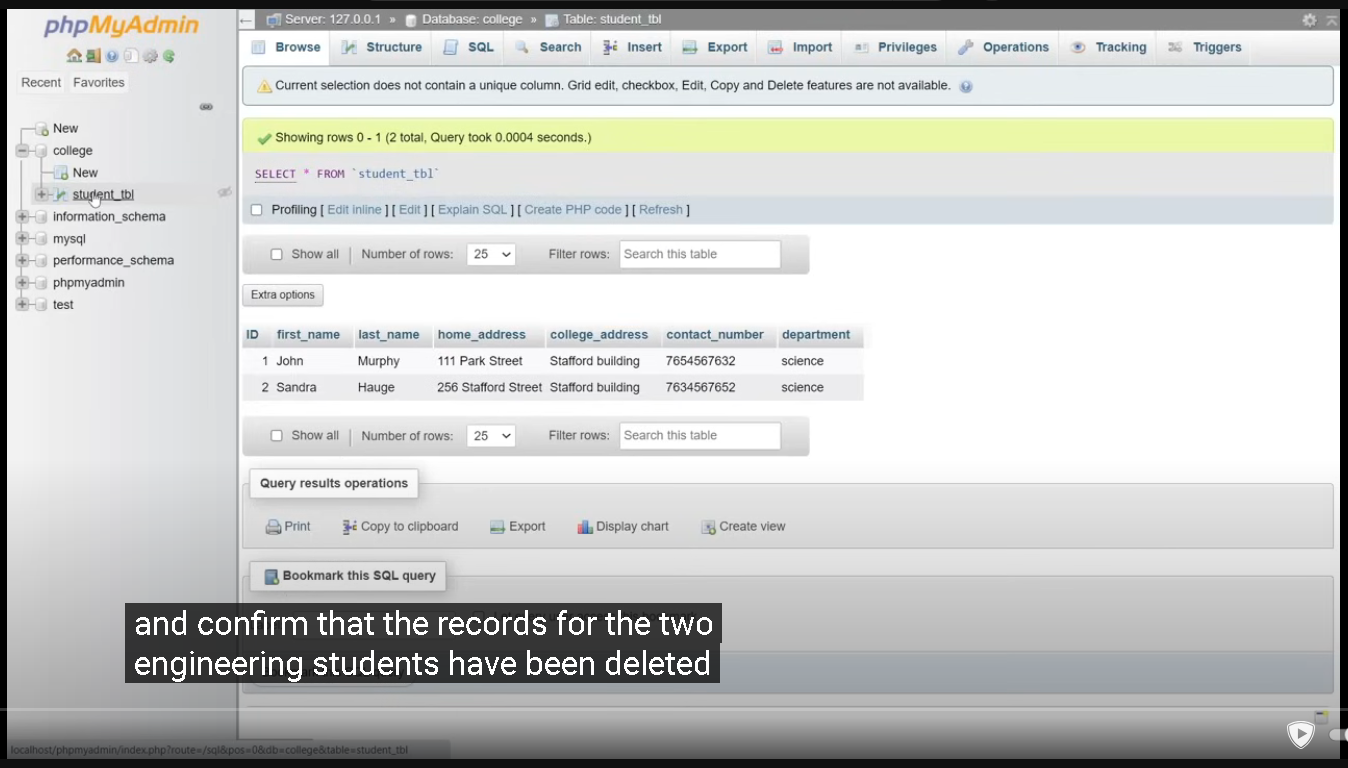 phpMyAdmin
Recent Favorites
New
college
New
student_tbl
information_schema
mysql
performance_schema
phpmyadmin
test
Server: 127.0.0.1 » Database: college » Table: student_tbl
Browse Structure SQL Search Insert Export Import Privileges Operations Tracking Triggers
Current selection does not contain a unique column. Grid edit, checkbox, Edit, Copy and Delete features are not available.
Showing rows 0 - 1 (2 total, Query took 0.0004 seconds.)
SELECT * FROM `student_tbl`
Profiling [ Edit inline ] [ Edit ] [ Explain SQL ] [ Create PHP code ] [ Refresh ]
Show all Number of rows: 25 Filter rows: Search this table
Extra options
ID first_name last_name home_address college_address contact_number department
1 John Murphy 111 Park Street Stafford building 7654567632 science
2 Sandra Hauge 256 Stafford Street Stafford building 7634567652 science
Show all Number of rows: 25 Filter rows: Search this table
Query results operations
Print Copy to clipboard Export Display chart Create view
Bookmark this SQL query
and confirm that the records for the two
engineering students have been deleted
localhost/phpmyadmin/index.php?route=/sql&pos=0&db=college&table=student_tbl